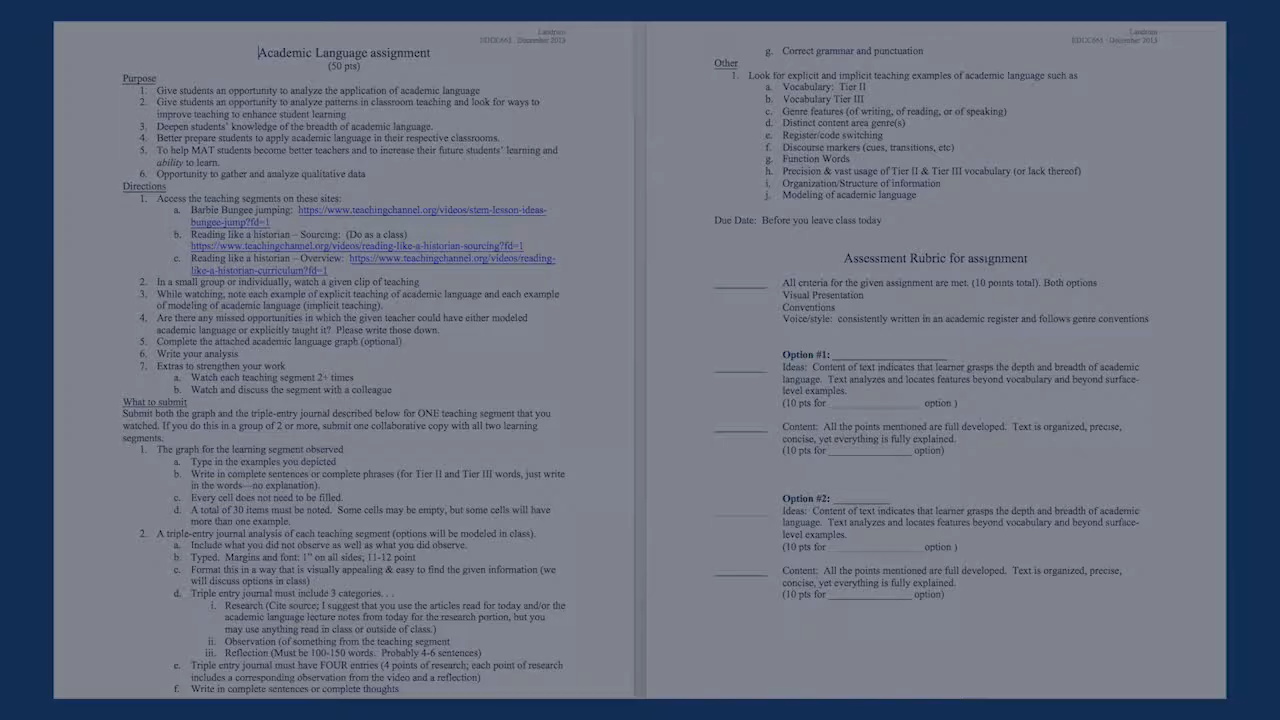 Landrum
EDUC661 December 2013
Academic Language assignment
(50 pts)
Purpose
1. Give students an opportunity to analyze the application of academic language
2. Give students an opportunity to analyze patterns in classroom teaching and look for ways to
improve teaching to enhance student learning
3. Deepen students' knowledge of the breadth of academic language.
4. Better prepare students to apply academic language in their respective classrooms.
5. To help MAT students become better teachers and to increase their future students' learning and
ability to learn.
6. Opportunity to gather and analyze qualitative data
Directions
1. Access the teaching segments on these sites:
a. Barbie Bungee jumping: https://www.teachingchannel.org/videos/stem-lesson-ideas-
bungee-jump?fd=1
b. Reading like a historian – Sourcing: (Do as a class)
https://www.teachingchannel.org/videos/reading-like-a-historian-sourcing?fd=1
c. Reading like a historian – Overview: https://www.teachingchannel.org/videos/reading-
like-a-historian-curriculum?fd=1
2. In a small group or individually, watch a given clip of teaching
3. While watching, note each example of explicit teaching of academic language and each example
of modeling of academic language (implicit teaching).
4. Are there any missed opportunities in which the given teacher could have either modeled
academic language or explicitly taught it? Please write those down.
5. Complete the attached academic language graph (optional)
6. Write your analysis
7. Extras to strengthen your work
a. Watch each teaching segment 2+ times
b. Watch and discuss the segment with a colleague
What to submit
Submit both the graph and the triple-entry journal described below for ONE teaching segment that you
watched. If you do this in a group of 2 or more, submit one collaborative copy with all two learning
segments.
1. The graph for the learning segment observed
a. Type in the examples you depicted
b. Write in complete sentences or complete phrases (for Tier II and Tier III words, just write
in the words—no explanation).
c. Every cell does not need to be filled.
d. A total of 30 items must be noted. Some cells may be empty, but some cells will have
more than one example.
2. A triple-entry journal analysis of each teaching segment (options will be modeled in class).
a. Include what you did not observe as well as what you did observe.
b. Typed. Margins and font: 1" on all sides; 11-12 point
c. Format this in a way that is visually appealing & easy to find the given information (we
will discuss options in class)
d. Triple entry journal must include 3 categories. . .
i. Research (Cite source; I suggest that you use the articles read for today and/or the
academic language lecture notes from today for the research portion, but you
may use anything read in class or outside of class.)
ii. Observation (of something from the teaching segment
iii. Reflection (Must be 100-150 words. Probably 4-6 sentences)
e. Triple entry journal must have FOUR entries (4 points of research; each point of research
includes a corresponding observation from the video and a reflection)
f. Write in complete sentences or complete thoughts
Landrum
EDUC661 December 2013
g. Correct grammar and punctuation
Other
1. Look for explicit and implicit teaching examples of academic language such as
a. Vocabulary: Tier II
b. Vocabulary Tier III
c. Genre features (of writing, of reading, or of speaking)
d. Distinct content area genre(s)
e. Register/code switching
f. Discourse markers (cues, transitions, etc)
g. Function Words
h. Precision & vast usage of Tier II & Tier III vocabulary (or lack thereof)
i. Organization/Structure of information
j. Modeling of academic language
Due Date: Before you leave class today
Assessment Rubric for assignment
All criteria for the given assignment are met. (10 points total). Both options
Visual Presentation
Conventions
Voice/style: consistently written in an academic register and follows genre conventions
Option #1:
Ideas: Content of text indicates that learner grasps the depth and breadth of academic
language. Text analyzes and locates features beyond vocabulary and beyond surface-
level examples.
(10 pts for ________ option )
Content: All the points mentioned are full developed. Text is organized, precise,
concise, yet everything is fully explained.
(10 pts for ________ option)
Option #2:
Ideas: Content of text indicates that learner grasps the depth and breadth of academic
language. Text analyzes and locates features beyond vocabulary and beyond surface-
level examples.
(10 pts for ________ option )
Content: All the points mentioned are full developed. Text is organized, precise,
concise, yet everything is fully explained.
(10 pts for ________ option)